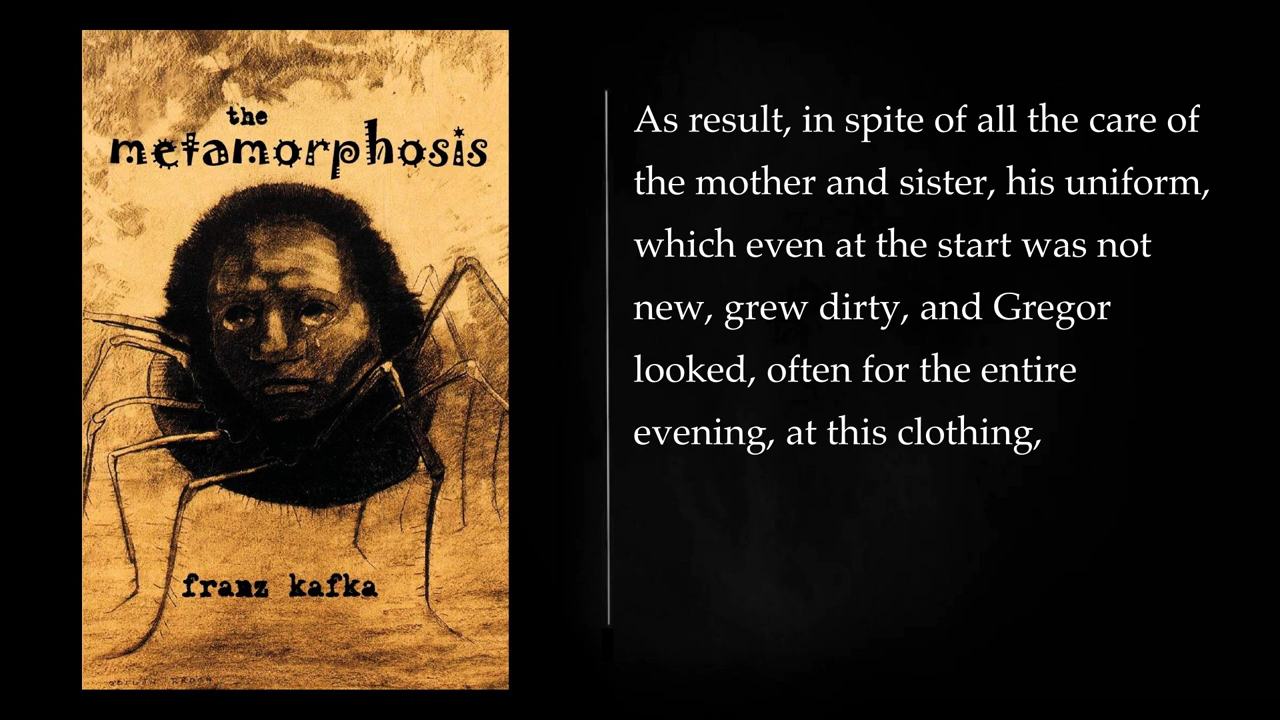 the
metamorphosis
franz kafka
ODILON REDON
As result, in spite of all the care of
the mother and sister, his uniform,
which even at the start was not
new, grew dirty, and Gregor
looked, often for the entire
evening, at this clothing,